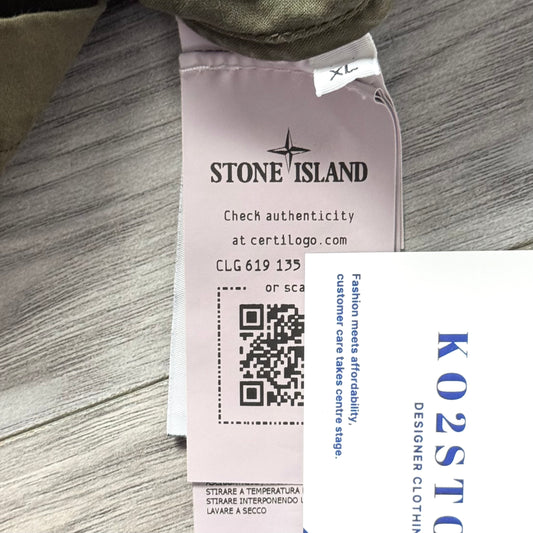 XL
STONE ISLAND
Check authenticity
at certilogo.com
CLG 619 135
or sca
STIRARE A TEMPERATURA
STIRARE INTERPONENDO
LAVARE A SECCO
Fashion meets affordability,
customer care takes centre stage.
KO2STO
DESIGNER CLOTHIN